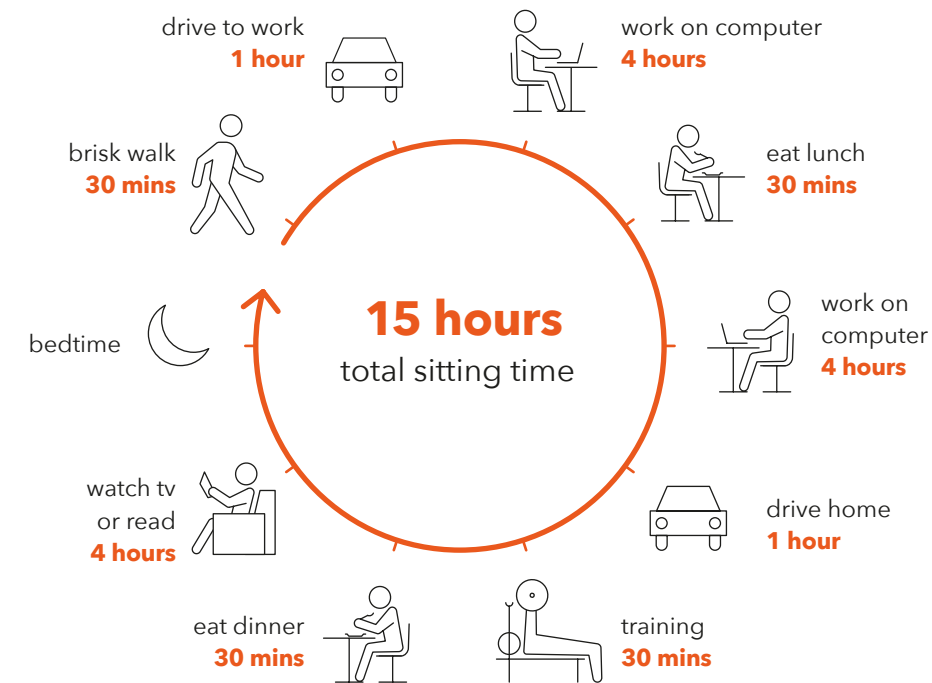 drive to work
1 hour
work on computer
4 hours
brisk walk
30 mins
eat lunch
30 mins
15 hours
total sitting time
work on
computer
4 hours
bedtime
watch tv
or read
4 hours
drive home
1 hour
eat dinner
30 mins
training
30 mins